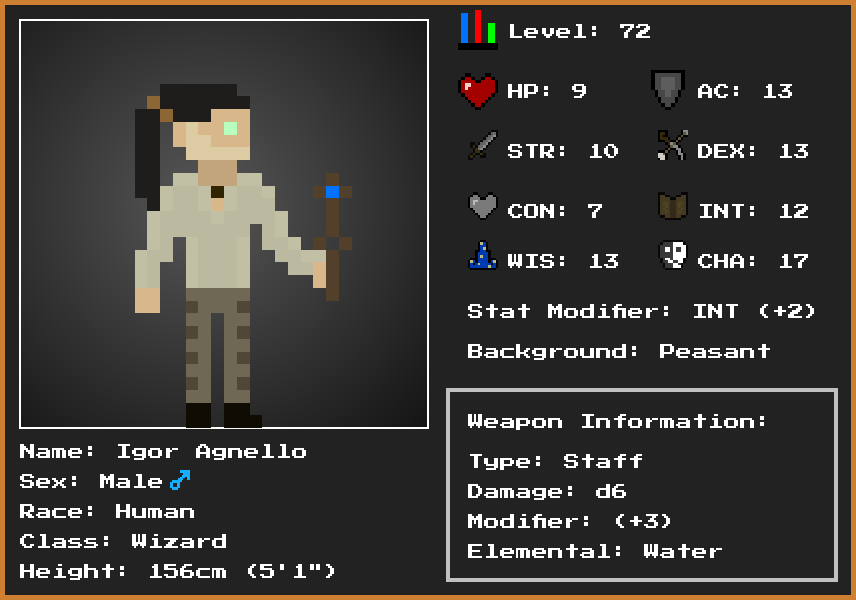 Level: 72
HP: 9 AC: 13
STR: 10 DEX: 13
CON: 7 INT: 12
WIS: 13 CHA: 17
Stat Modifier: INT (+2)
Background: Peasant
Weapon Information:
Type: Staff
Damage: d6
Modifier: (+3)
Elemental: Water
Name: Igor Agnello
Sex: Male♂
Race: Human
Class: Wizard
Height: 156cm (5'1")